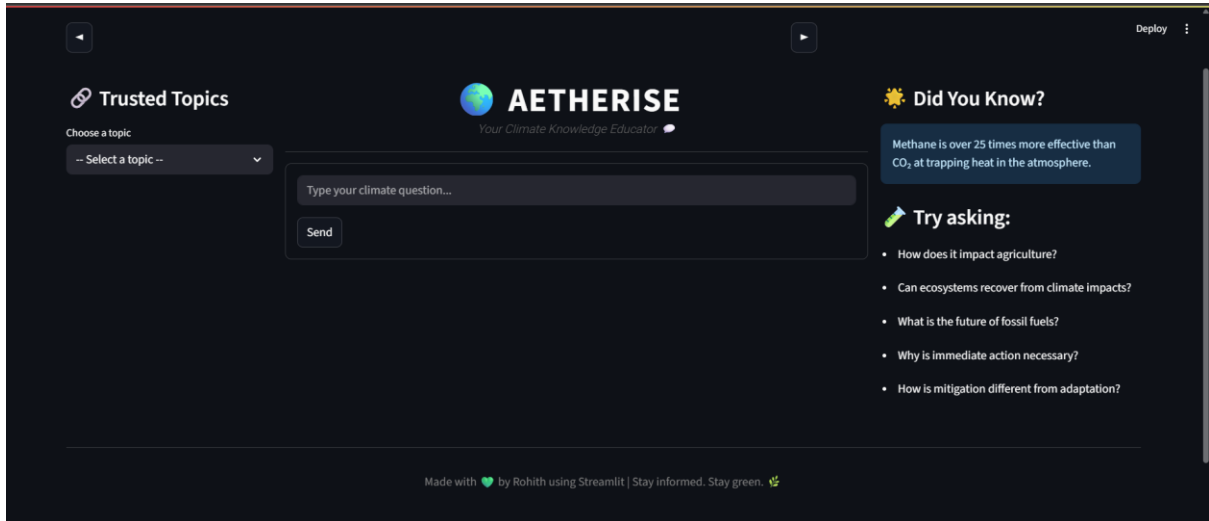 Deploy
🔗 Trusted Topics
Choose a topic
-- Select a topic --
🌍 AETHERISE
Your Climate Knowledge Educator 💬
Type your climate question...
Send
🌟 Did You Know?
Methane is over 25 times more effective than
CO₂ at trapping heat in the atmosphere.
🧪 Try asking:
• How does it impact agriculture?
• Can ecosystems recover from climate impacts?
• What is the future of fossil fuels?
• Why is immediate action necessary?
• How is mitigation different from adaptation?
Made with 💚 by Rohith using Streamlit | Stay informed. Stay green. 🌿